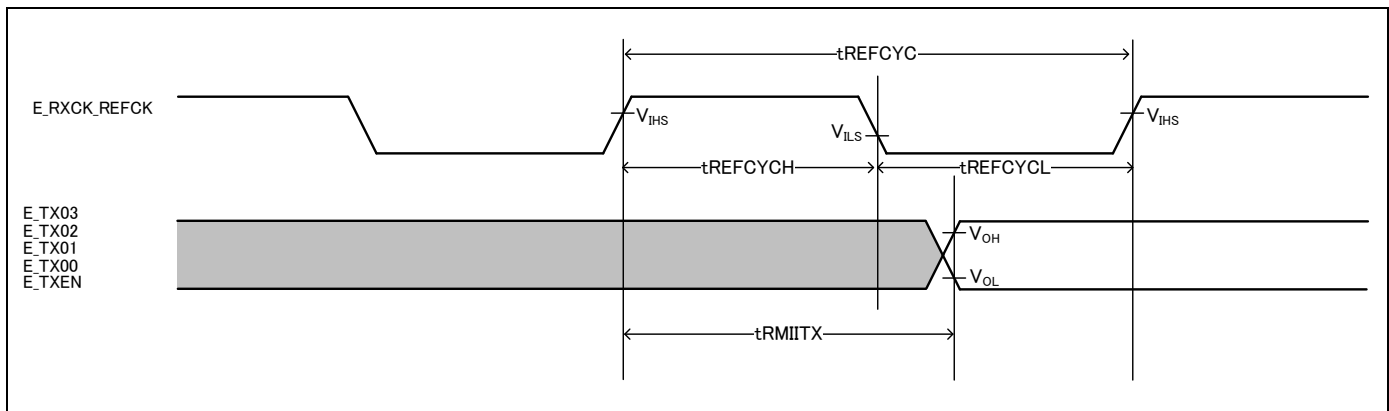 tREFCYC
E_RXCK_REFCK
VIHS
VILS
VIHS
tREFCYCH
tREFCYCL
E_TX03
E_TX02
E_TX01
E_TX00
E_TXEN
VOH
VOL
tRMIITX